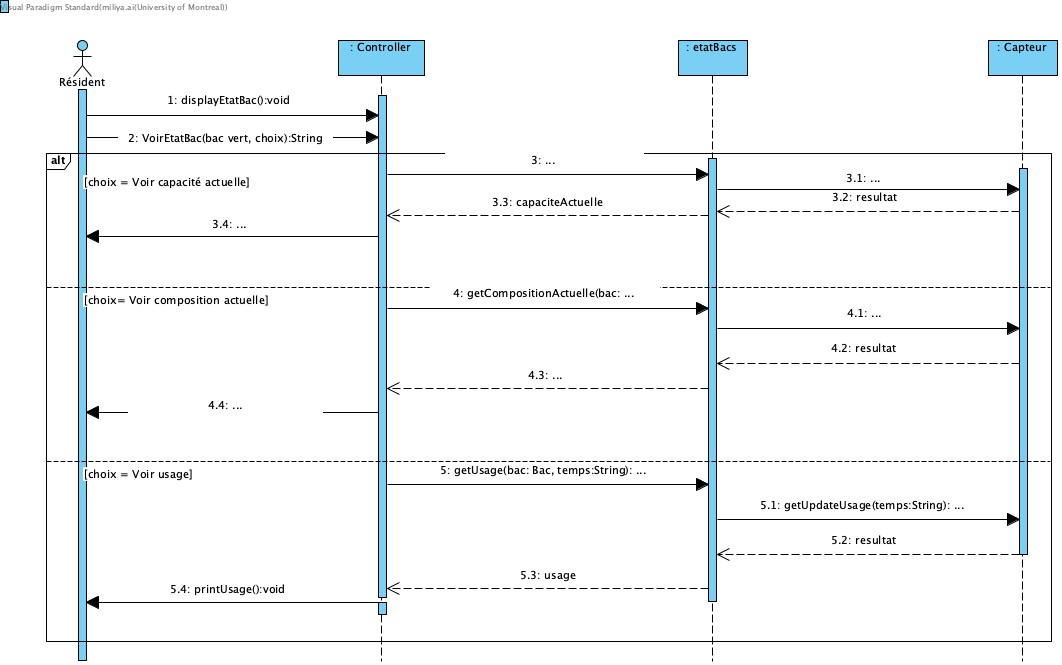 Visual Paradigm Standard(miliya.ai(University of Montreal))
: Controller
: etatBacs
: Capteur
Résident
1: displayEtatBac():void
2: VoirEtatBac(bac vert, choix):String
alt
3: ...
[choix = Voir capacité actuelle]
3.1: ...
3.2: resultat
3.3: capaciteActuelle
3.4: ...
[choix= Voir composition actuelle]
4: getCompositionActuelle(bac: ...
4.1: ...
4.2: resultat
4.3: ...
4.4: ...
[choix = Voir usage]
5: getUsage(bac: Bac, temps:String): ...
5.1: getUpdateUsage(temps:String): ...
5.2: resultat
5.3: usage
5.4: printUsage():void